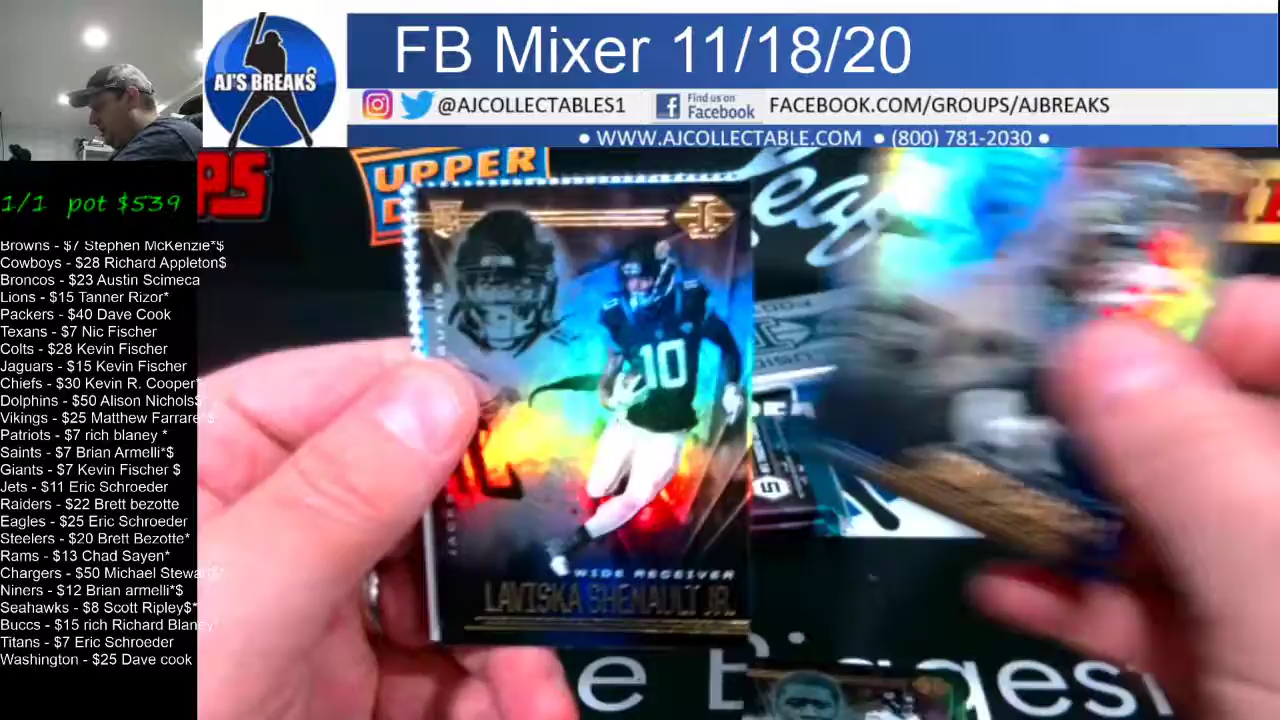 FB Mixer 11/18/20
AJ'S BREAKS
@AJCOLLECTABLES1
Find us on
Facebook
FACEBOOK.COM/GROUPS/AJBREAKS
• WWW.AJCOLLECTABLE.COM • (800) 781-2030 •
UPPER
1/1 pot $539
Browns - $7 Stephen McKenzie*$
Cowboys - $28 Richard Appleton$
Broncos - $23 Austin Scimeca
Lions - $15 Tanner Rizor*
Packers - $40 Dave Cook
Texans - $7 Nic Fischer
Colts - $28 Kevin Fischer
Jaguars - $15 Kevin Fischer
Chiefs - $30 Kevin R. Cooper*
Dolphins - $50 Alison Nichols$
Vikings - $25 Matthew Farrare*$
Patriots - $7 rich blaney *
Saints - $7 Brian Armelli*$
Giants - $7 Kevin Fischer $
Jets - $11 Eric Schroeder
Raiders - $22 Brett bezotte
Eagles - $25 Eric Schroeder
Steelers - $20 Brett Bezotte*
Rams - $13 Chad Sayen*
Chargers - $50 Michael Stewart*
Niners - $12 Brian armelli*$
Seahawks - $8 Scott Ripley$*
Buccs - $15 rich Richard Blaney*
Titans - $7 Eric Schroeder
Washington - $25 Dave cook
10
WIDE RECEIVER
LAVISKA SHENAULT JR.